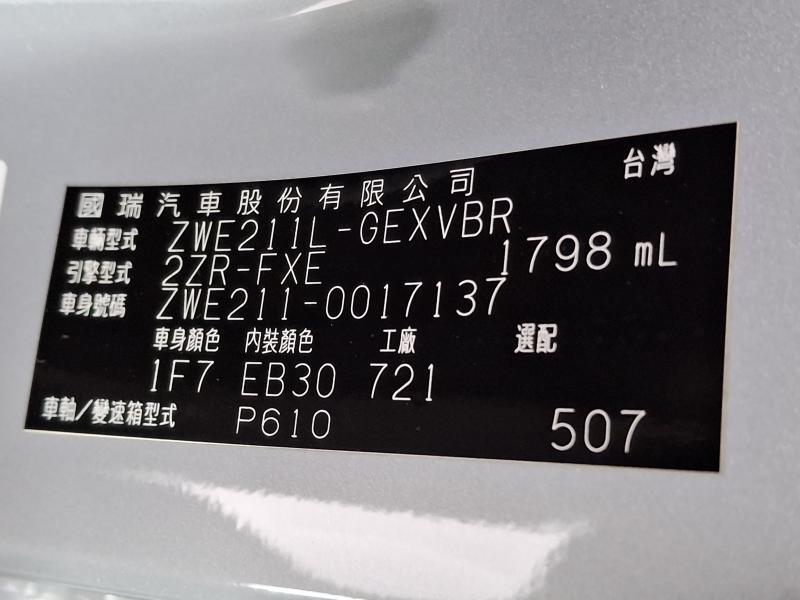 國瑞汽車股份有限公司 台灣
車輛型式 ZWE211L-GEXVBR
引擎型式 2ZR-FXE 1798 mL
車身號碼 ZWE211-0017137
車身顏色 內裝顏色 工廠 選配
1F7 EB30 721
車軸/變速箱型式 P610 507